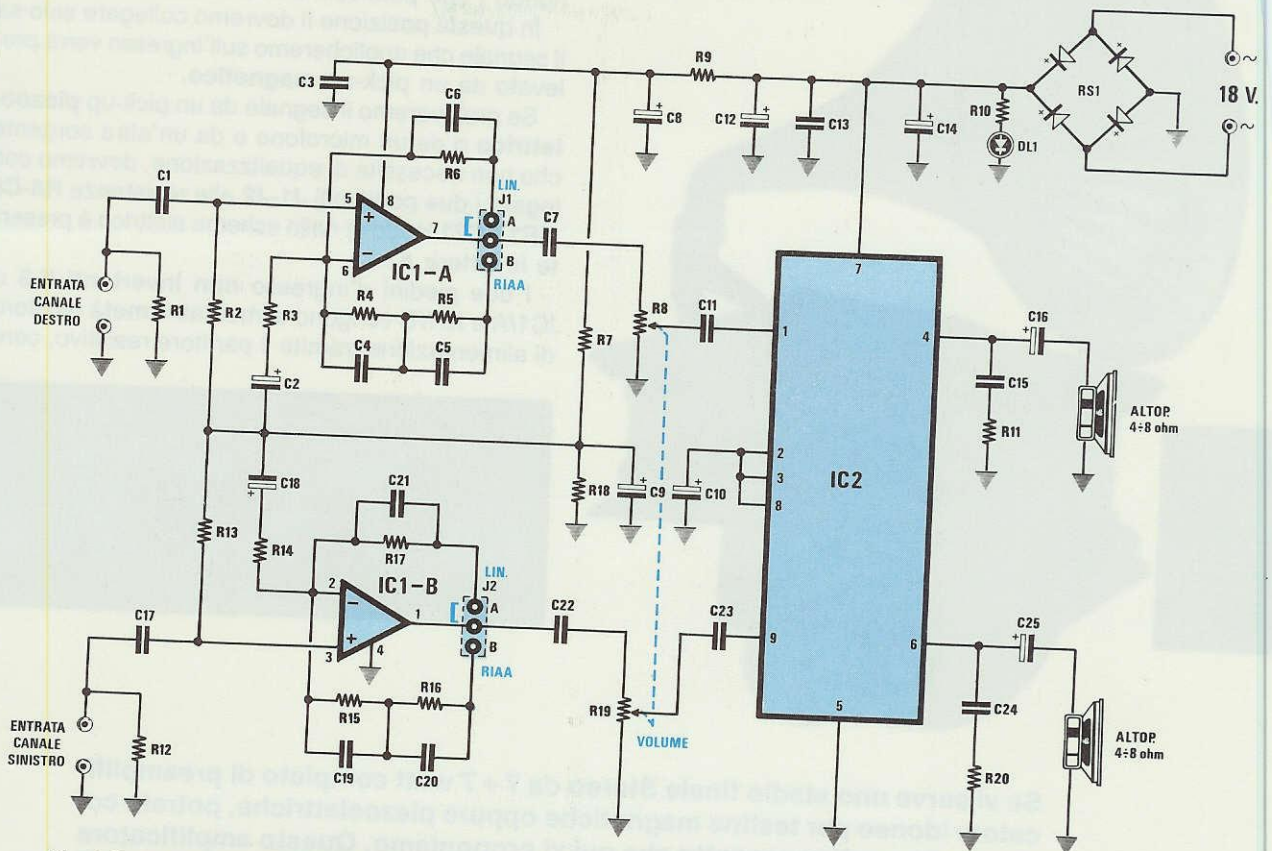 C3
C6
R6
LIN.
J1
A
B
RIAA
C1
5
8
+
−
6
7
IC1-A
C7
R4
R5
C4
C5
ENTRATA
CANALE
DESTRO
R1
R2
R3
C2
+
R7
R8
C8
+
R9
C12
+
C13
C14
+
R10
DL1
RS1
18 V.
C11
1
7
4
C16
+
C15
R11
ALTOP.
4÷8 ohm
2
3
8
IC2
C10
+
R18
C9
+
R13
C18
+
R14
C21
R17
IC1-B
LIN.
J2
A
B
RIAA
2
−
+
3
1
4
C22
C17
R15
R16
C19
C20
ENTRATA
CANALE
SINISTRO
R12
R19
VOLUME
C23
9
5
6
C25
+
C24
R20
ALTOP.
4÷8 ohm